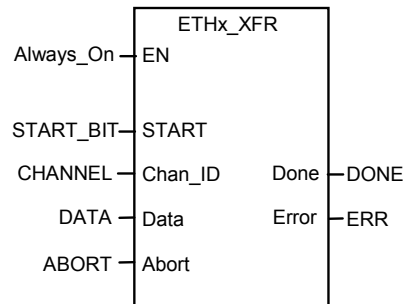 ETHx_XFR
Always_On EN
START_BIT START
CHANNEL Chan_ID Done DONE
DATA Data Error ERR
ABORT Abort